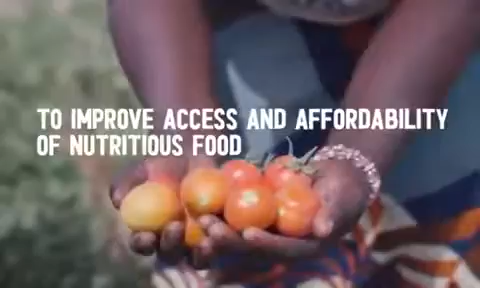 TO IMPROVE ACCESS AND AFFORDABILITY
OF NUTRITIOUS FOOD